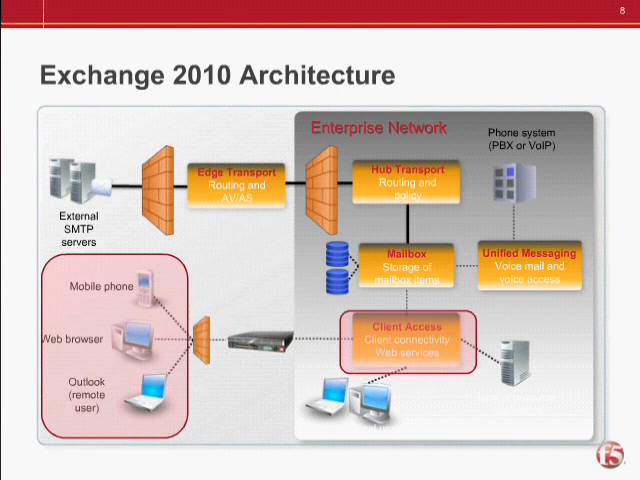 8
Exchange 2010 Architecture
Enterprise Network
Phone system
(PBX or VoIP)
Edge Transport
Routing and
AV/AS
Hub Transport
Routing and
policy
External
SMTP
servers
Mailbox
Storage of
mailbox items
Unified Messaging
Voice mail and
voice access
Mobile phone
Web browser
Client Access
Client connectivity
Web services
Outlook
(remote
user)
f5